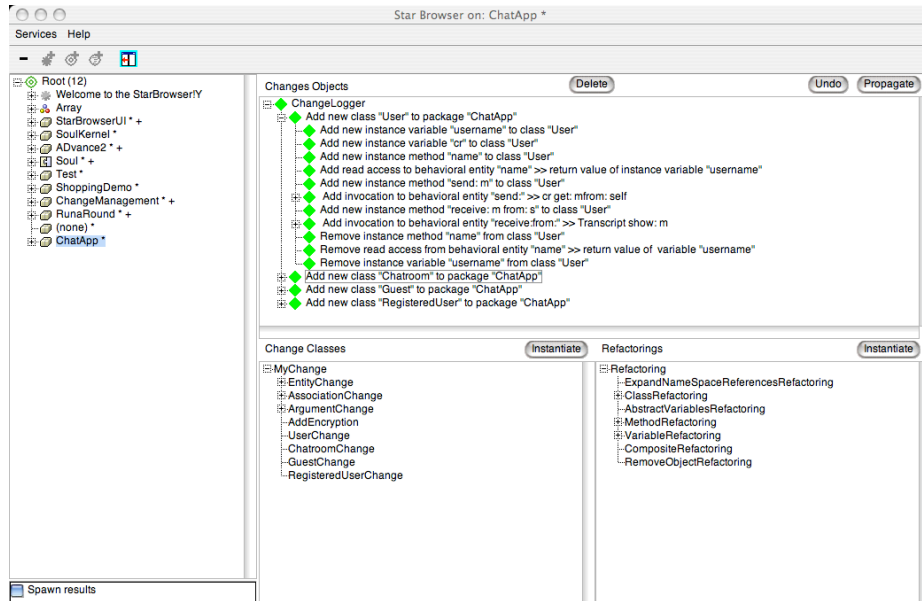 Star Browser on: ChatApp *
Services Help
Root (12)
Welcome to the StarBrowser!Y
Array
StarBrowserUI * +
SoulKernel *
ADvance2 * +
Soul * +
Test *
ShoppingDemo *
ChangeManagement * +
RunaRound * +
(none) *
ChatApp *
Spawn results
Changes Objects
Delete
Undo
Propagate
ChangeLogger
Add new class "User" to package "ChatApp"
Add new instance variable "username" to class "User"
Add new instance variable "cr" to class "User"
Add new instance method "name" to class "User"
Add read access to behavioral entity "name" >> return value of instance variable "username"
Add new instance method "send: m" to class "User"
Add invocation to behavioral entity "send:" >> cr get: mfrom: self
Add new instance method "receive: m from: s" to class "User"
Add invocation to behavioral entity "receive:from:" >> Transcript show: m
Remove instance method "name" from class "User"
Remove read access from behavioral entity "name" >> return value of variable "username"
Remove instance variable "username" from class "User"
Add new class "Chatroom" to package "ChatApp"
Add new class "Guest" to package "ChatApp"
Add new class "RegisteredUser" to package "ChatApp"
Change Classes
Instantiate
MyChange
EntityChange
AssociationChange
ArgumentChange
AddEncryption
UserChange
ChatroomChange
GuestChange
RegisteredUserChange
Refactorings
Instantiate
Refactoring
ExpandNameSpaceReferencesRefactoring
ClassRefactoring
AbstractVariablesRefactoring
MethodRefactoring
VariableRefactoring
CompositeRefactoring
RemoveObjectRefactoring